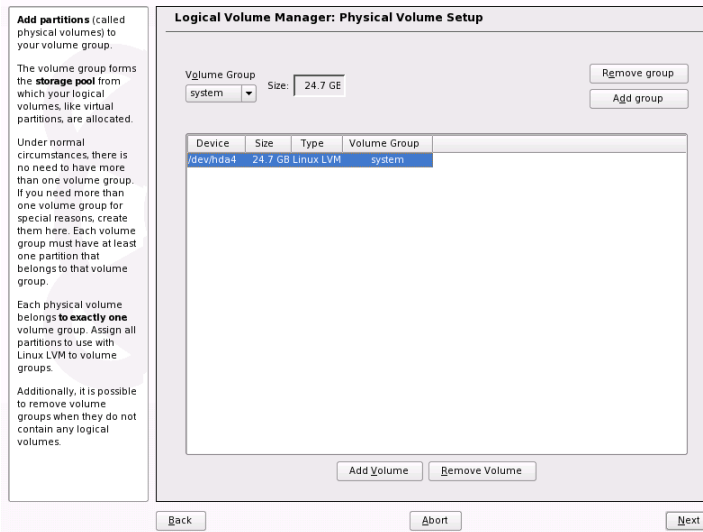 Add partitions (called
physical volumes) to
your volume group.
The volume group forms
the storage pool from
which your logical
volumes, like virtual
partitions, are allocated.
Under normal
circumstances, there is
no need to have more
than one volume group.
If you need more than
one volume group for
special reasons, create
them here. Each volume
group must have at least
one partition that
belongs to that volume
group.
Each physical volume
belongs to exactly one
volume group. Assign all
partitions to use with
Linux LVM to volume
groups.
Additionally, it is possible
to remove volume
groups when they do not
contain any logical
volumes.
Logical Volume Manager: Physical Volume Setup
Volume Group
system
Size: 24.7 GE
Remove group
Add group
Device Size Type Volume Group
/dev/hda4 24.7 GB Linux LVM system
Add Volume Remove Volume
Back Abort Next